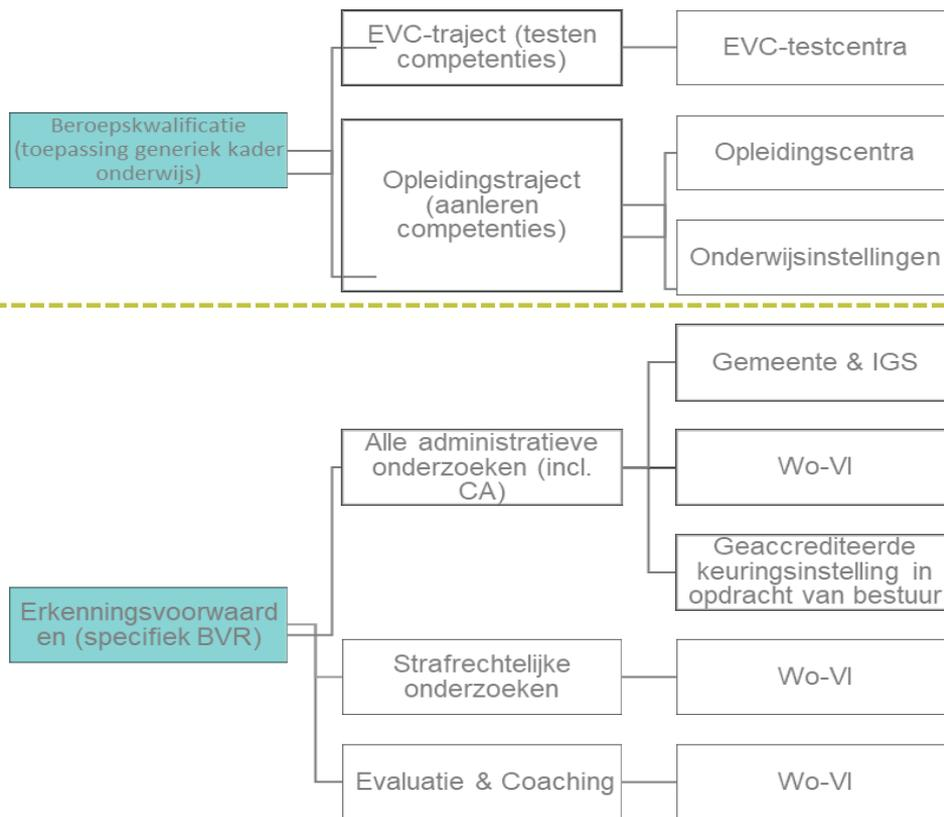 EVC-traject (testen
competenties)
EVC-testcentra
Beroepskwalificatie
(toepassing generiek kader
onderwijs)
Opleidingstraject
(aanleren
competenties)
Opleidingscentra
Onderwijsinstellingen
Gemeente & IGS
Alle administratieve
onderzoeken (incl.
CA)
Wo-Vl
Geaccrediteerde
keuringsinstelling in
opdracht van bestuur
Erkenningsvoorwaard
en (specifiek BVR)
Strafrechtelijke
onderzoeken
Wo-Vl
Evaluatie & Coaching
Wo-Vl